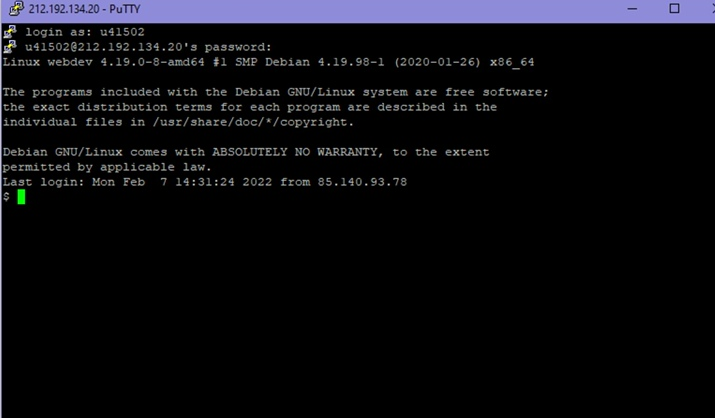 212.192.134.20 - PuTTY
login as: u41502
u41502@212.192.134.20's password:
Linux webdev 4.19.0-8-amd64 #1 SMP Debian 4.19.98-1 (2020-01-26) x86_64
The programs included with the Debian GNU/Linux system are free software;
the exact distribution terms for each program are described in the
individual files in /usr/share/doc/*/copyright.
Debian GNU/Linux comes with ABSOLUTELY NO WARRANTY, to the extent
permitted by applicable law.
Last login: Mon Feb  7 14:31:24 2022 from 85.140.93.78
$